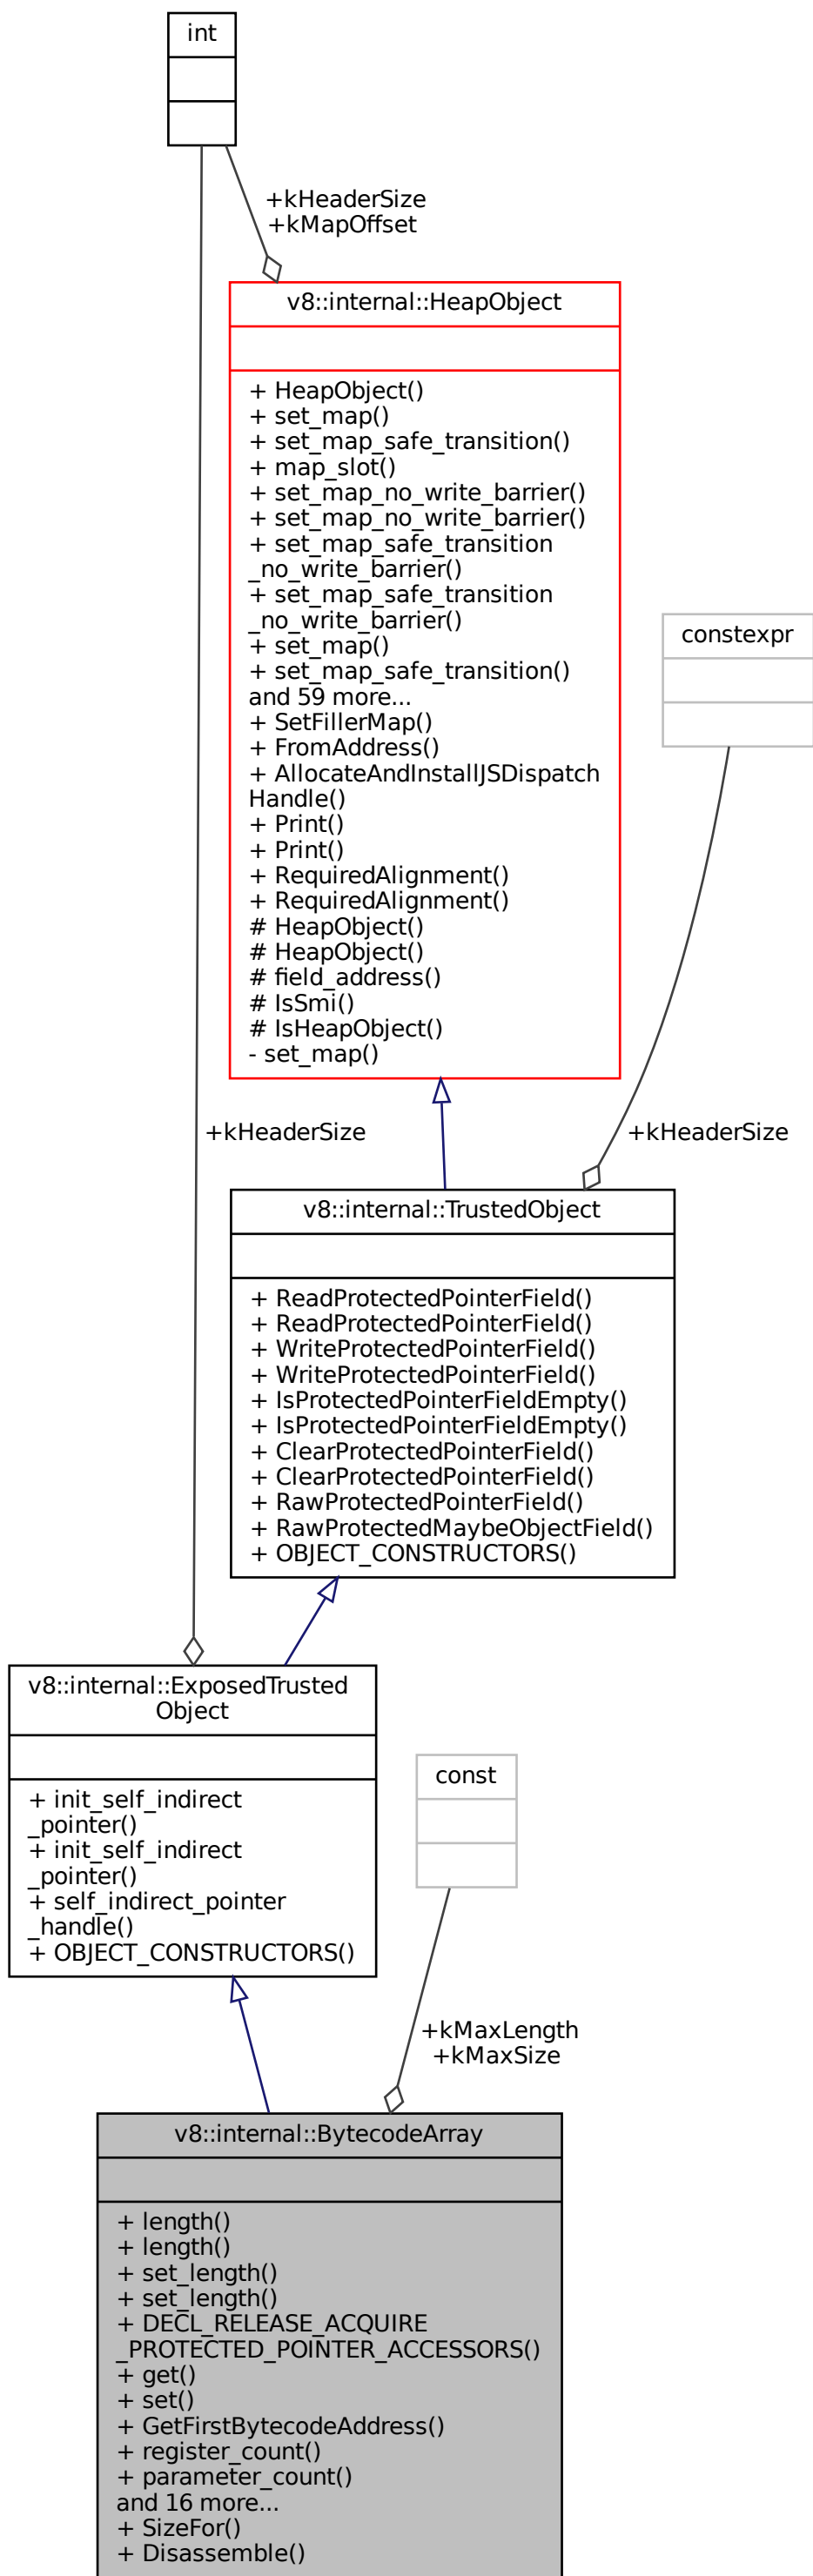 int
+kHeaderSize
+kMapOffset
v8::internal::HeapObject
+ HeapObject()
+ set_map()
+ set_map_safe_transition()
+ map_slot()
+ set_map_no_write_barrier()
+ set_map_no_write_barrier()
+ set_map_safe_transition
_no_write_barrier()
+ set_map_safe_transition
_no_write_barrier()
+ set_map()
+ set_map_safe_transition()
and 59 more...
+ SetFillerMap()
+ FromAddress()
+ AllocateAndInstallJSDispatch
Handle()
+ Print()
+ Print()
+ RequiredAlignment()
+ RequiredAlignment()
# HeapObject()
# HeapObject()
# field_address()
# IsSmi()
# IsHeapObject()
- set_map()
constexpr
+kHeaderSize
+kHeaderSize
v8::internal::TrustedObject
+ ReadProtectedPointerField()
+ ReadProtectedPointerField()
+ WriteProtectedPointerField()
+ WriteProtectedPointerField()
+ IsProtectedPointerFieldEmpty()
+ IsProtectedPointerFieldEmpty()
+ ClearProtectedPointerField()
+ ClearProtectedPointerField()
+ RawProtectedPointerField()
+ RawProtectedMaybeObjectField()
+ OBJECT_CONSTRUCTORS()
v8::internal::ExposedTrusted
Object
+ init_self_indirect
_pointer()
+ init_self_indirect
_pointer()
+ self_indirect_pointer
_handle()
+ OBJECT_CONSTRUCTORS()
const
+kMaxLength
+kMaxSize
v8::internal::BytecodeArray
+ length()
+ length()
+ set_length()
+ set_length()
+ DECL_RELEASE_ACQUIRE
_PROTECTED_POINTER_ACCESSORS()
+ get()
+ set()
+ GetFirstBytecodeAddress()
+ register_count()
+ parameter_count()
and 16 more...
+ SizeFor()
+ Disassemble()